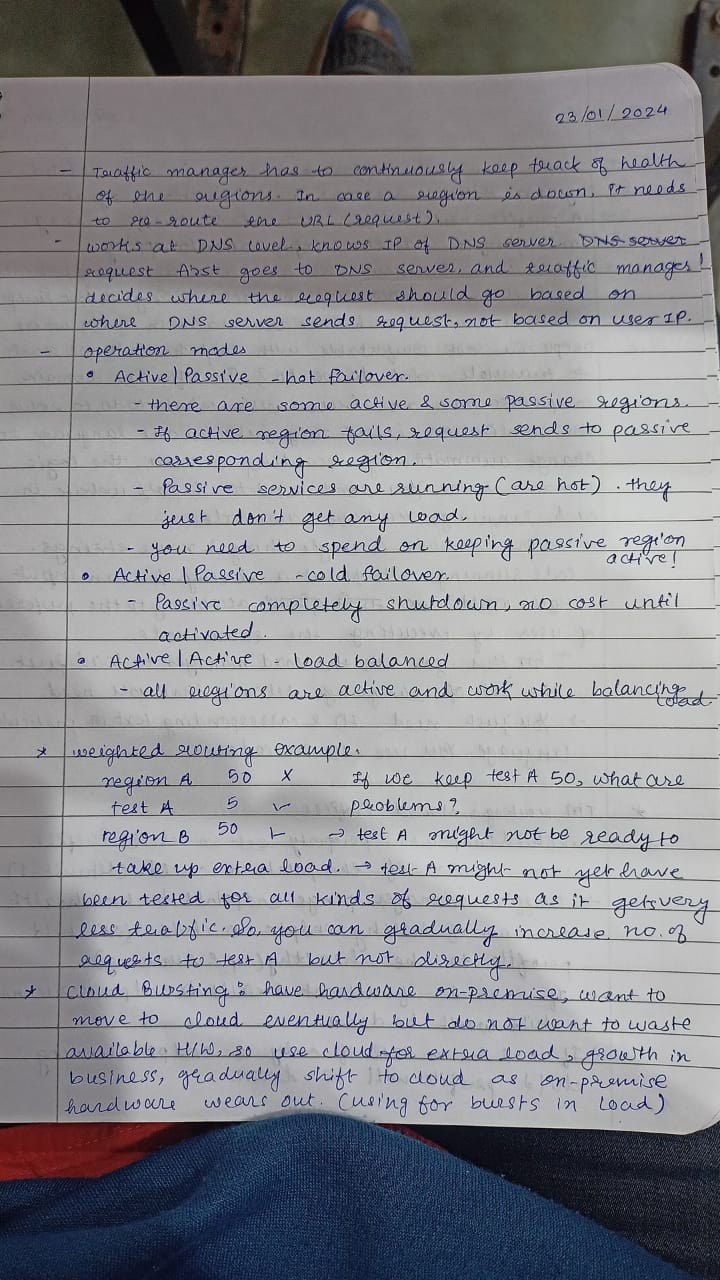 23/01/2024
- Traffic manager has to continuously keep track of health
of the regions. In case a region is down, it needs
to re-route the URL (request).
- works at DNS level, knows IP of DNS server. DNS server
request first goes to DNS server, and traffic manager!
decides where the request should go based on
where DNS server sends request, not based on user IP.
- operation modes
• Active | Passive - hot failover.
- there are some active & some passive regions.
- If active region fails, request sends to passive
corresponding region.
- Passive services are running (are hot). they
just don't get any load.
- you need to spend on keeping passive region
active!
• Active | Passive - cold failover.
- Passive completely shutdown, no cost until
activated.
• Active | Active - load balanced
- all regions are active and work while balancing
load.
* weighted routing example.
region A 50 x If we keep test A 50, what are
test A 5 ✓ problems?
region B 50 ✓ → test A might not be ready to
take up extra load. → test A might not yet have
been tested for all kinds of requests as it gets very
less traffic. So, you can gradually increase no. of
requests to test A but not directly.
* Cloud Bursting: have hardware on-premise, want to
move to cloud eventually but do not want to waste
available H/W, so use cloud for extra load, growth in
business, gradually shift to cloud as on-premise
hardware wears out. (using for bursts in load)